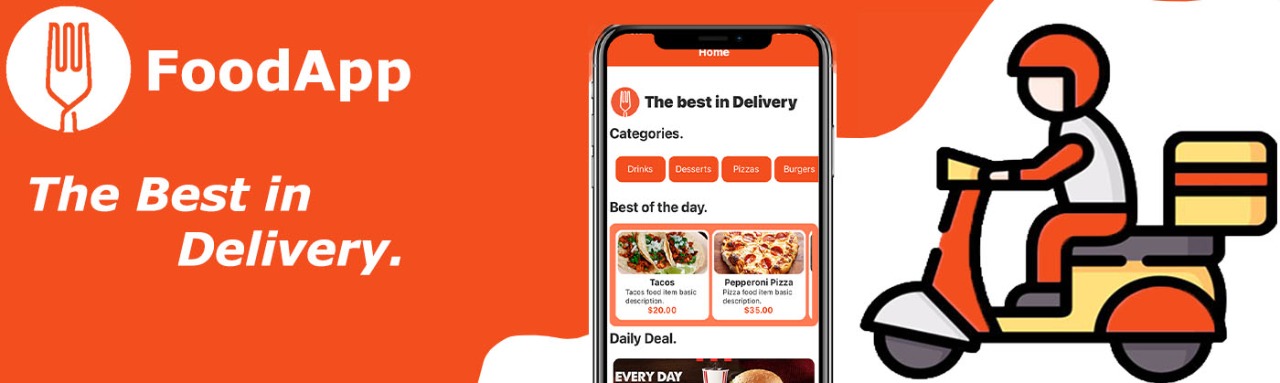 FoodApp
The Best in
Delivery.
Home
The best in Delivery
Categories.
Drinks Desserts Pizzas Burgers
Best of the day.
Tacos
Tacos food item basic
description.
$20.00
Pepperoni Pizza
Pizza food item basic
description.
$35.00
Daily Deal.
EVERY DAY